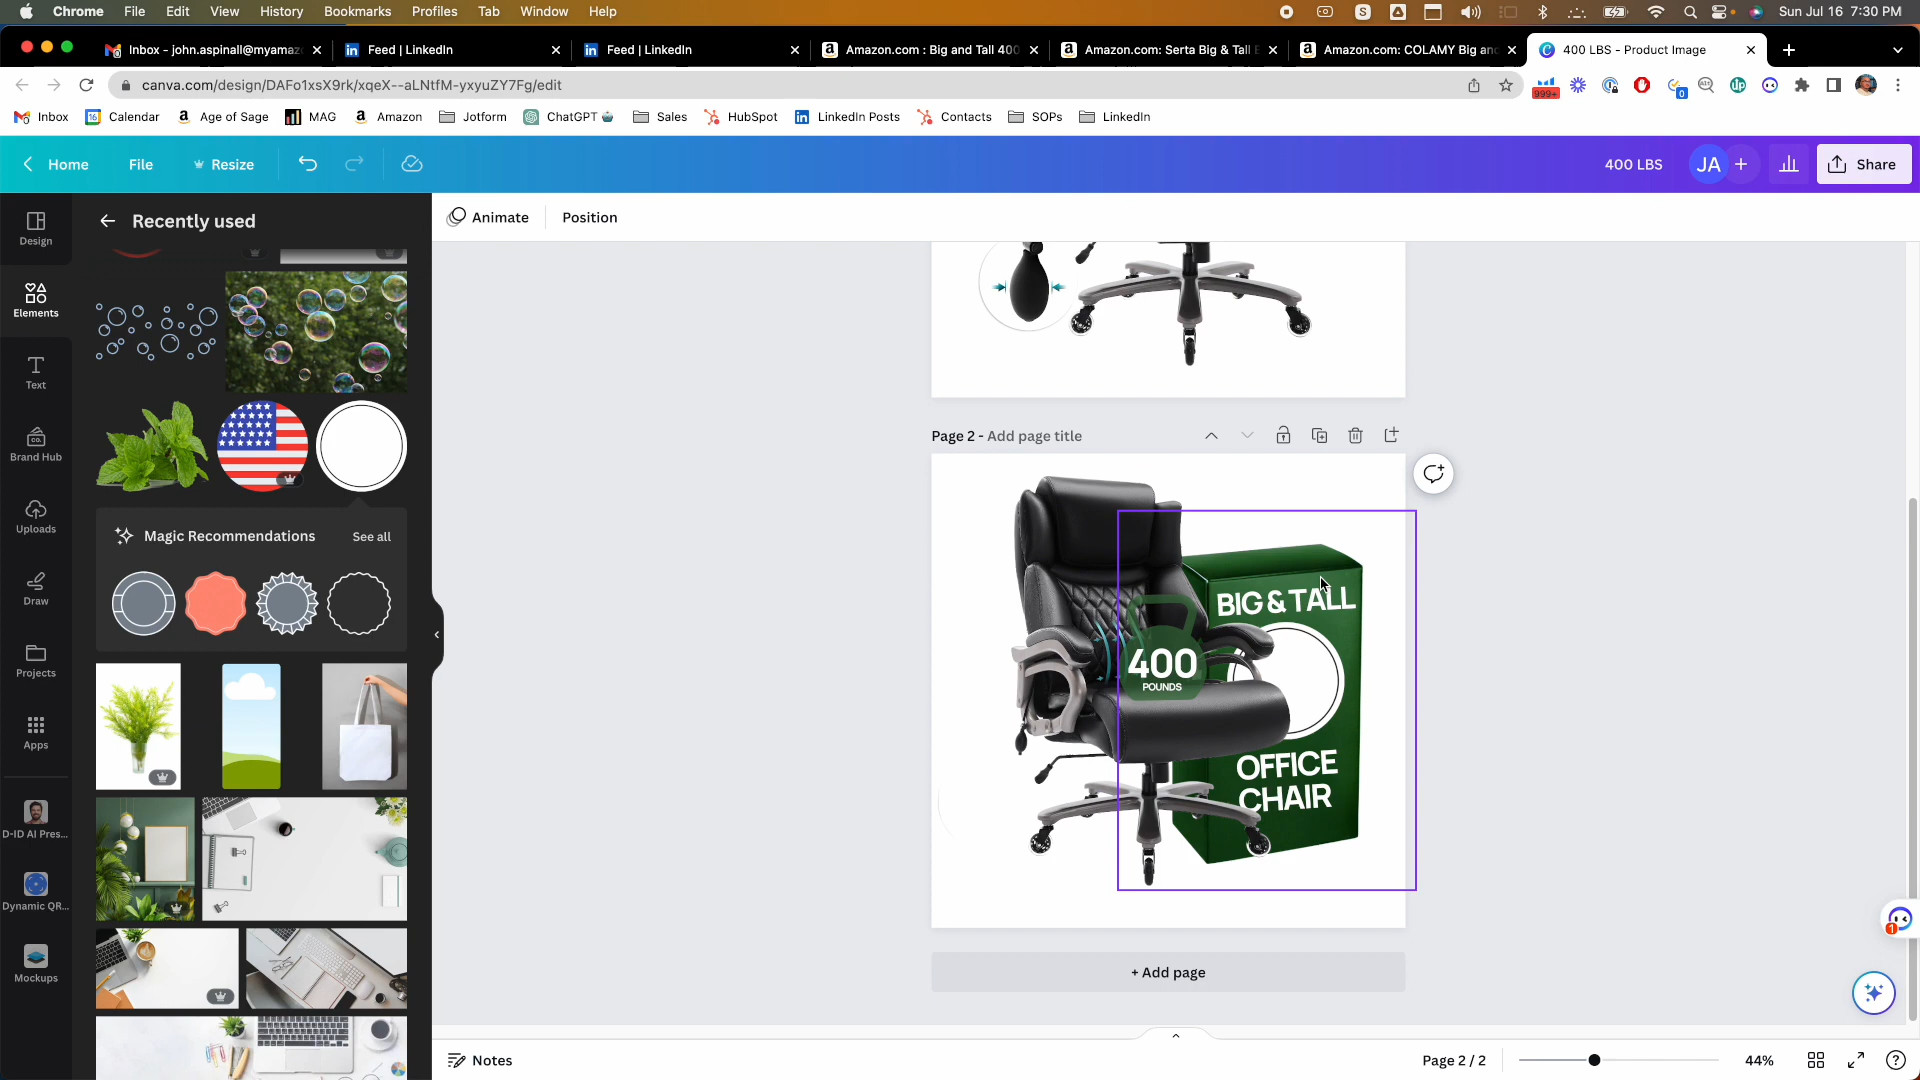 Chrome File Edit View History Bookmarks Profiles Tab Window Help
Sun Jul 16 7:30 PM
Inbox - john.aspinall@myamaz
Feed | LinkedIn
Feed | LinkedIn
Amazon.com : Big and Tall 400
Amazon.com: Serta Big & Tall E
Amazon.com: COLAMY Big an
400 LBS - Product Image
canva.com/design/DAFo1xsX9rk/xqeX--aLNtfM-yxyuZY7Fg/edit
999+
0
Inbox
16 Calendar
Age of Sage
MAG
Amazon
Jotform
ChatGPT
Sales
HubSpot
LinkedIn Posts
Contacts
SOPs
LinkedIn
Home File Resize
400 LBS JA + Share
Design
Elements
Text
Brand Hub
Uploads
Draw
Projects
Apps
D-ID AI Pres...
Dynamic QR...
Mockups
Recently used
Magic Recommendations See all
Animate Position
Page 2 - Add page title
BIG & TALL
400
POUNDS
OFFICE
CHAIR
+ Add page
1
Notes
Page 2 / 2
44%